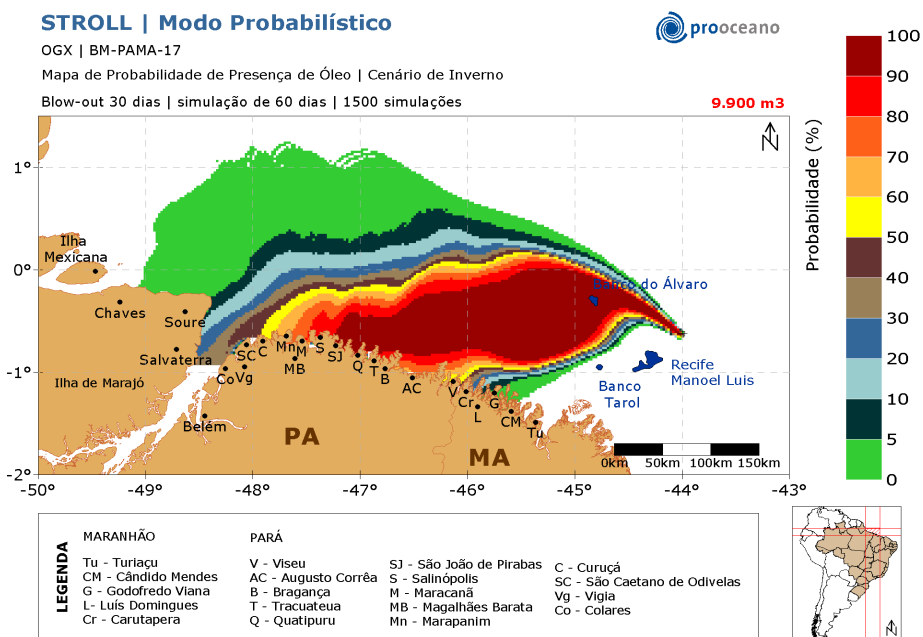 STROLL | Modo Probabilístico
OGX | BM-PAMA-17
Mapa de Probabilidade de Presença de Óleo | Cenário de Inverno
Blow-out 30 dias | simulação de 60 dias | 1500 simulações
9.900 m3
prooceano
N
1°
0°
-1°
-2°
-50°
-49°
-48°
-47°
-46°
-45°
-44°
-43°
Ilha
Mexicana
Chaves
Soure
Salvaterra
Ilha de Marajó
Belém
Co
Vg
SC
C
Mn
M
MB
S
SJ
Q
T
B
AC
V
Cr
L
G
CM
Tu
PA
MA
Banco do Álvaro
Banco
Tarol
Recife
Manoel Luis
0km
50km
100km
150km
Probabilidade (%)
100
90
80
70
60
50
40
30
20
10
5
0
LEGENDA
MARANHÃO
Tu - Turiaçu
CM - Cândido Mendes
G - Godofredo Viana
L- Luís Domingues
Cr - Carutapera
PARÁ
V - Viseu
AC - Augusto Corrêa
B - Bragança
T - Tracuateua
Q - Quatipuru
SJ - São João de Pirabas
S - Salinópolis
M - Maracanã
MB - Magalhães Barata
Mn - Marapanim
C - Curuçá
SC - São Caetano de Odivelas
Vg - Vigia
Co - Colares
N